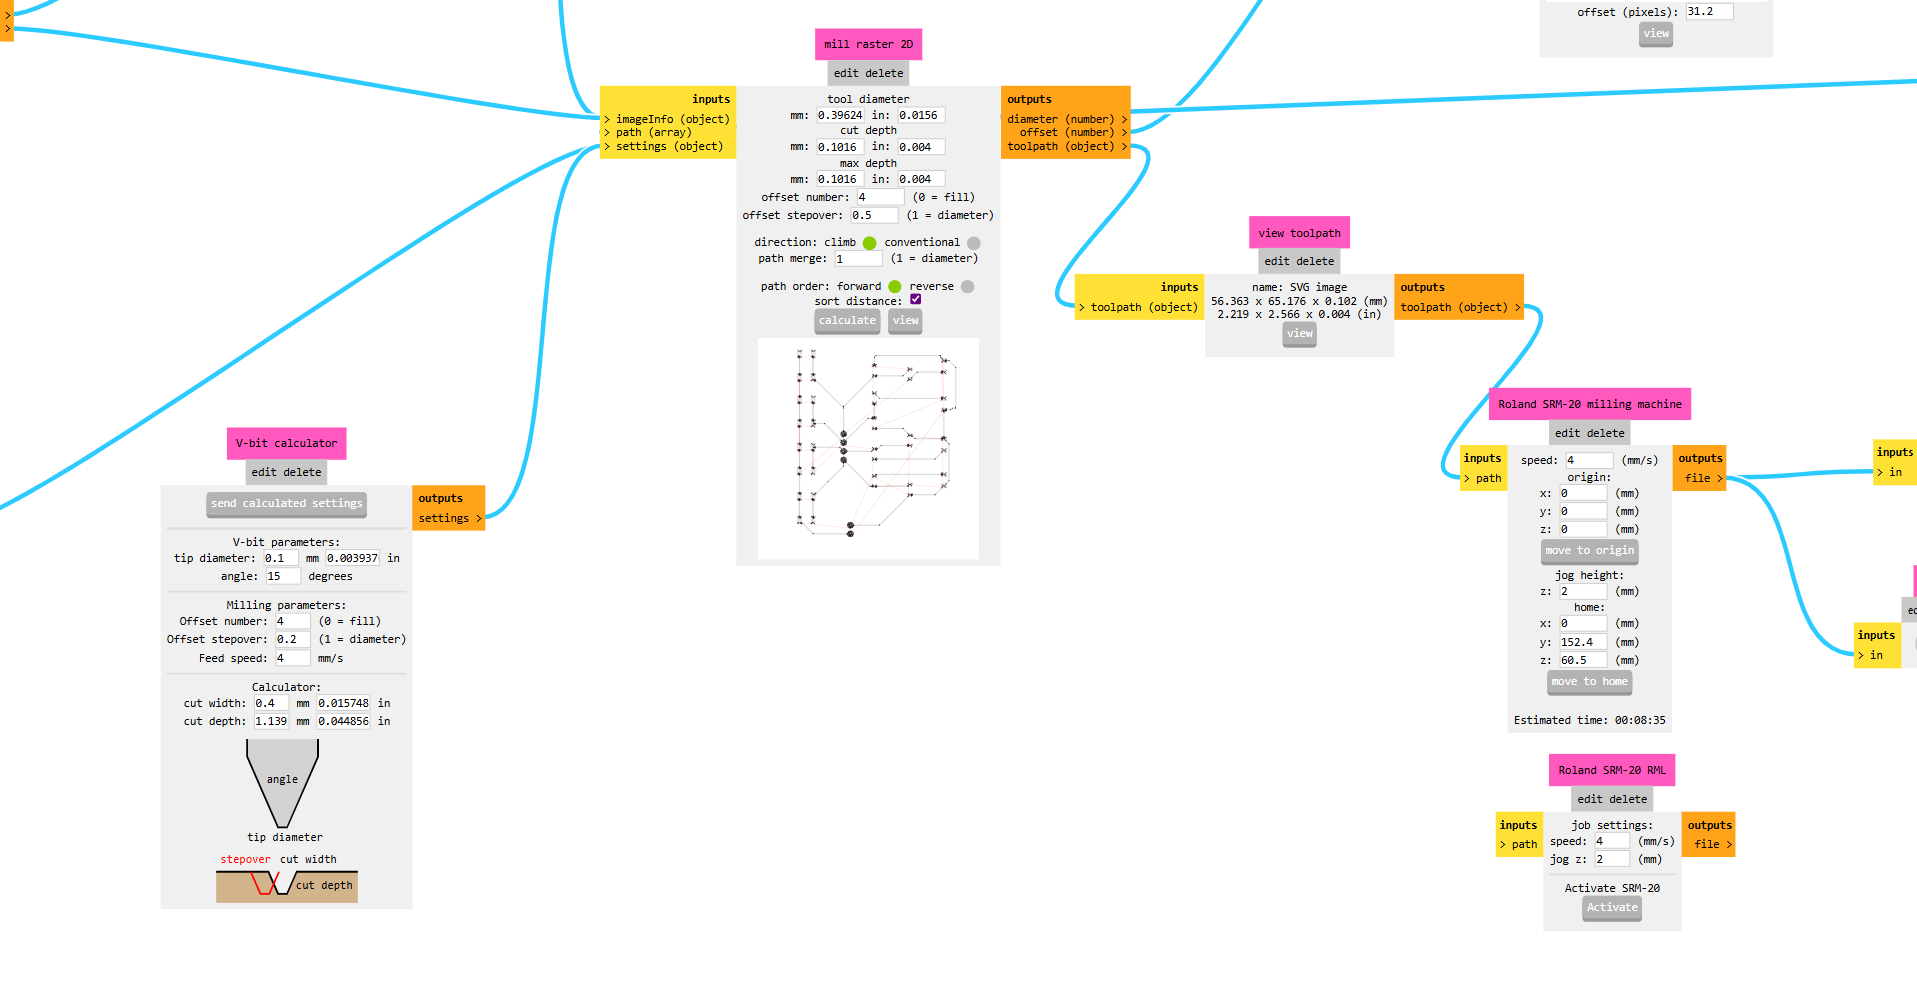 >
>
offset (pixels): 31.2
view
mill raster 2D
edit delete
inputs
> imageInfo (object)
> path (array)
> settings (object)
tool diameter
mm: 0.39624 in: 0.0156
cut depth
mm: 0.1016 in: 0.004
max depth
mm: 0.1016 in: 0.004
offset number: 4 (0 = fill)
offset stepover: 0.5 (1 = diameter)
direction: climb conventional
path merge: 1 (1 = diameter)
path order: forward reverse
sort distance:
calculate view
outputs
diameter (number) >
offset (number) >
toolpath (object) >
view toolpath
edit delete
inputs
> toolpath (object)
name: SVG image
56.363 x 65.176 x 0.102 (mm)
2.219 x 2.566 x 0.004 (in)
view
outputs
toolpath (object) >
V-bit calculator
edit delete
send calculated settings
V-bit parameters:
tip diameter: 0.1 mm 0.003937 in
angle: 15 degrees
Milling parameters:
Offset number: 4 (0 = fill)
Offset stepover: 0.2 (1 = diameter)
Feed speed: 4 mm/s
Calculator:
cut width: 0.4 mm 0.015748 in
cut depth: 1.139 mm 0.044856 in
angle
tip diameter
stepover cut width
cut depth
outputs
settings >
Roland SRM-20 milling machine
edit delete
inputs
> path
speed: 4 (mm/s)
origin:
x: 0 (mm)
y: 0 (mm)
z: 0 (mm)
move to origin
jog height:
z: 2 (mm)
home:
x: 0 (mm)
y: 152.4 (mm)
z: 60.5 (mm)
move to home
Estimated time: 00:08:35
outputs
file >
inputs
> in
inputs
> in
Roland SRM-20 RML
edit delete
inputs
> path
job settings:
speed: 4 (mm/s)
jog z: 2 (mm)
Activate SRM-20
Activate
outputs
file >